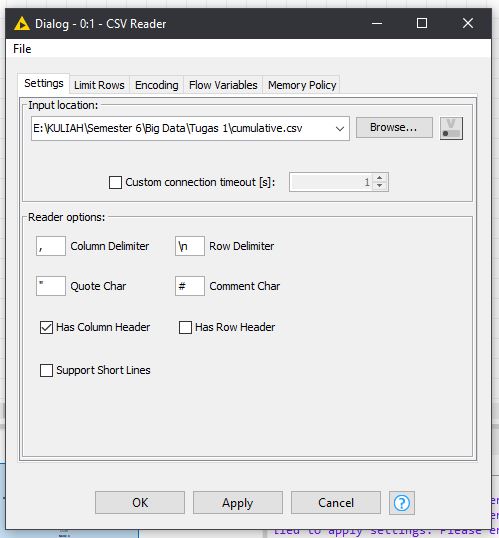 Dialog - 0:1 - CSV Reader
File
Settings Limit Rows Encoding Flow Variables Memory Policy
Input location:
E:\KULIAH\Semester 6\Big Data\Tugas 1\cumulative.csv Browse... V
Custom connection timeout [s]: 1
Reader options:
, Column Delimiter \n Row Delimiter
" Quote Char # Comment Char
Has Column Header Has Row Header
Support Short Lines
OK Apply Cancel ?
to apply settings. Please